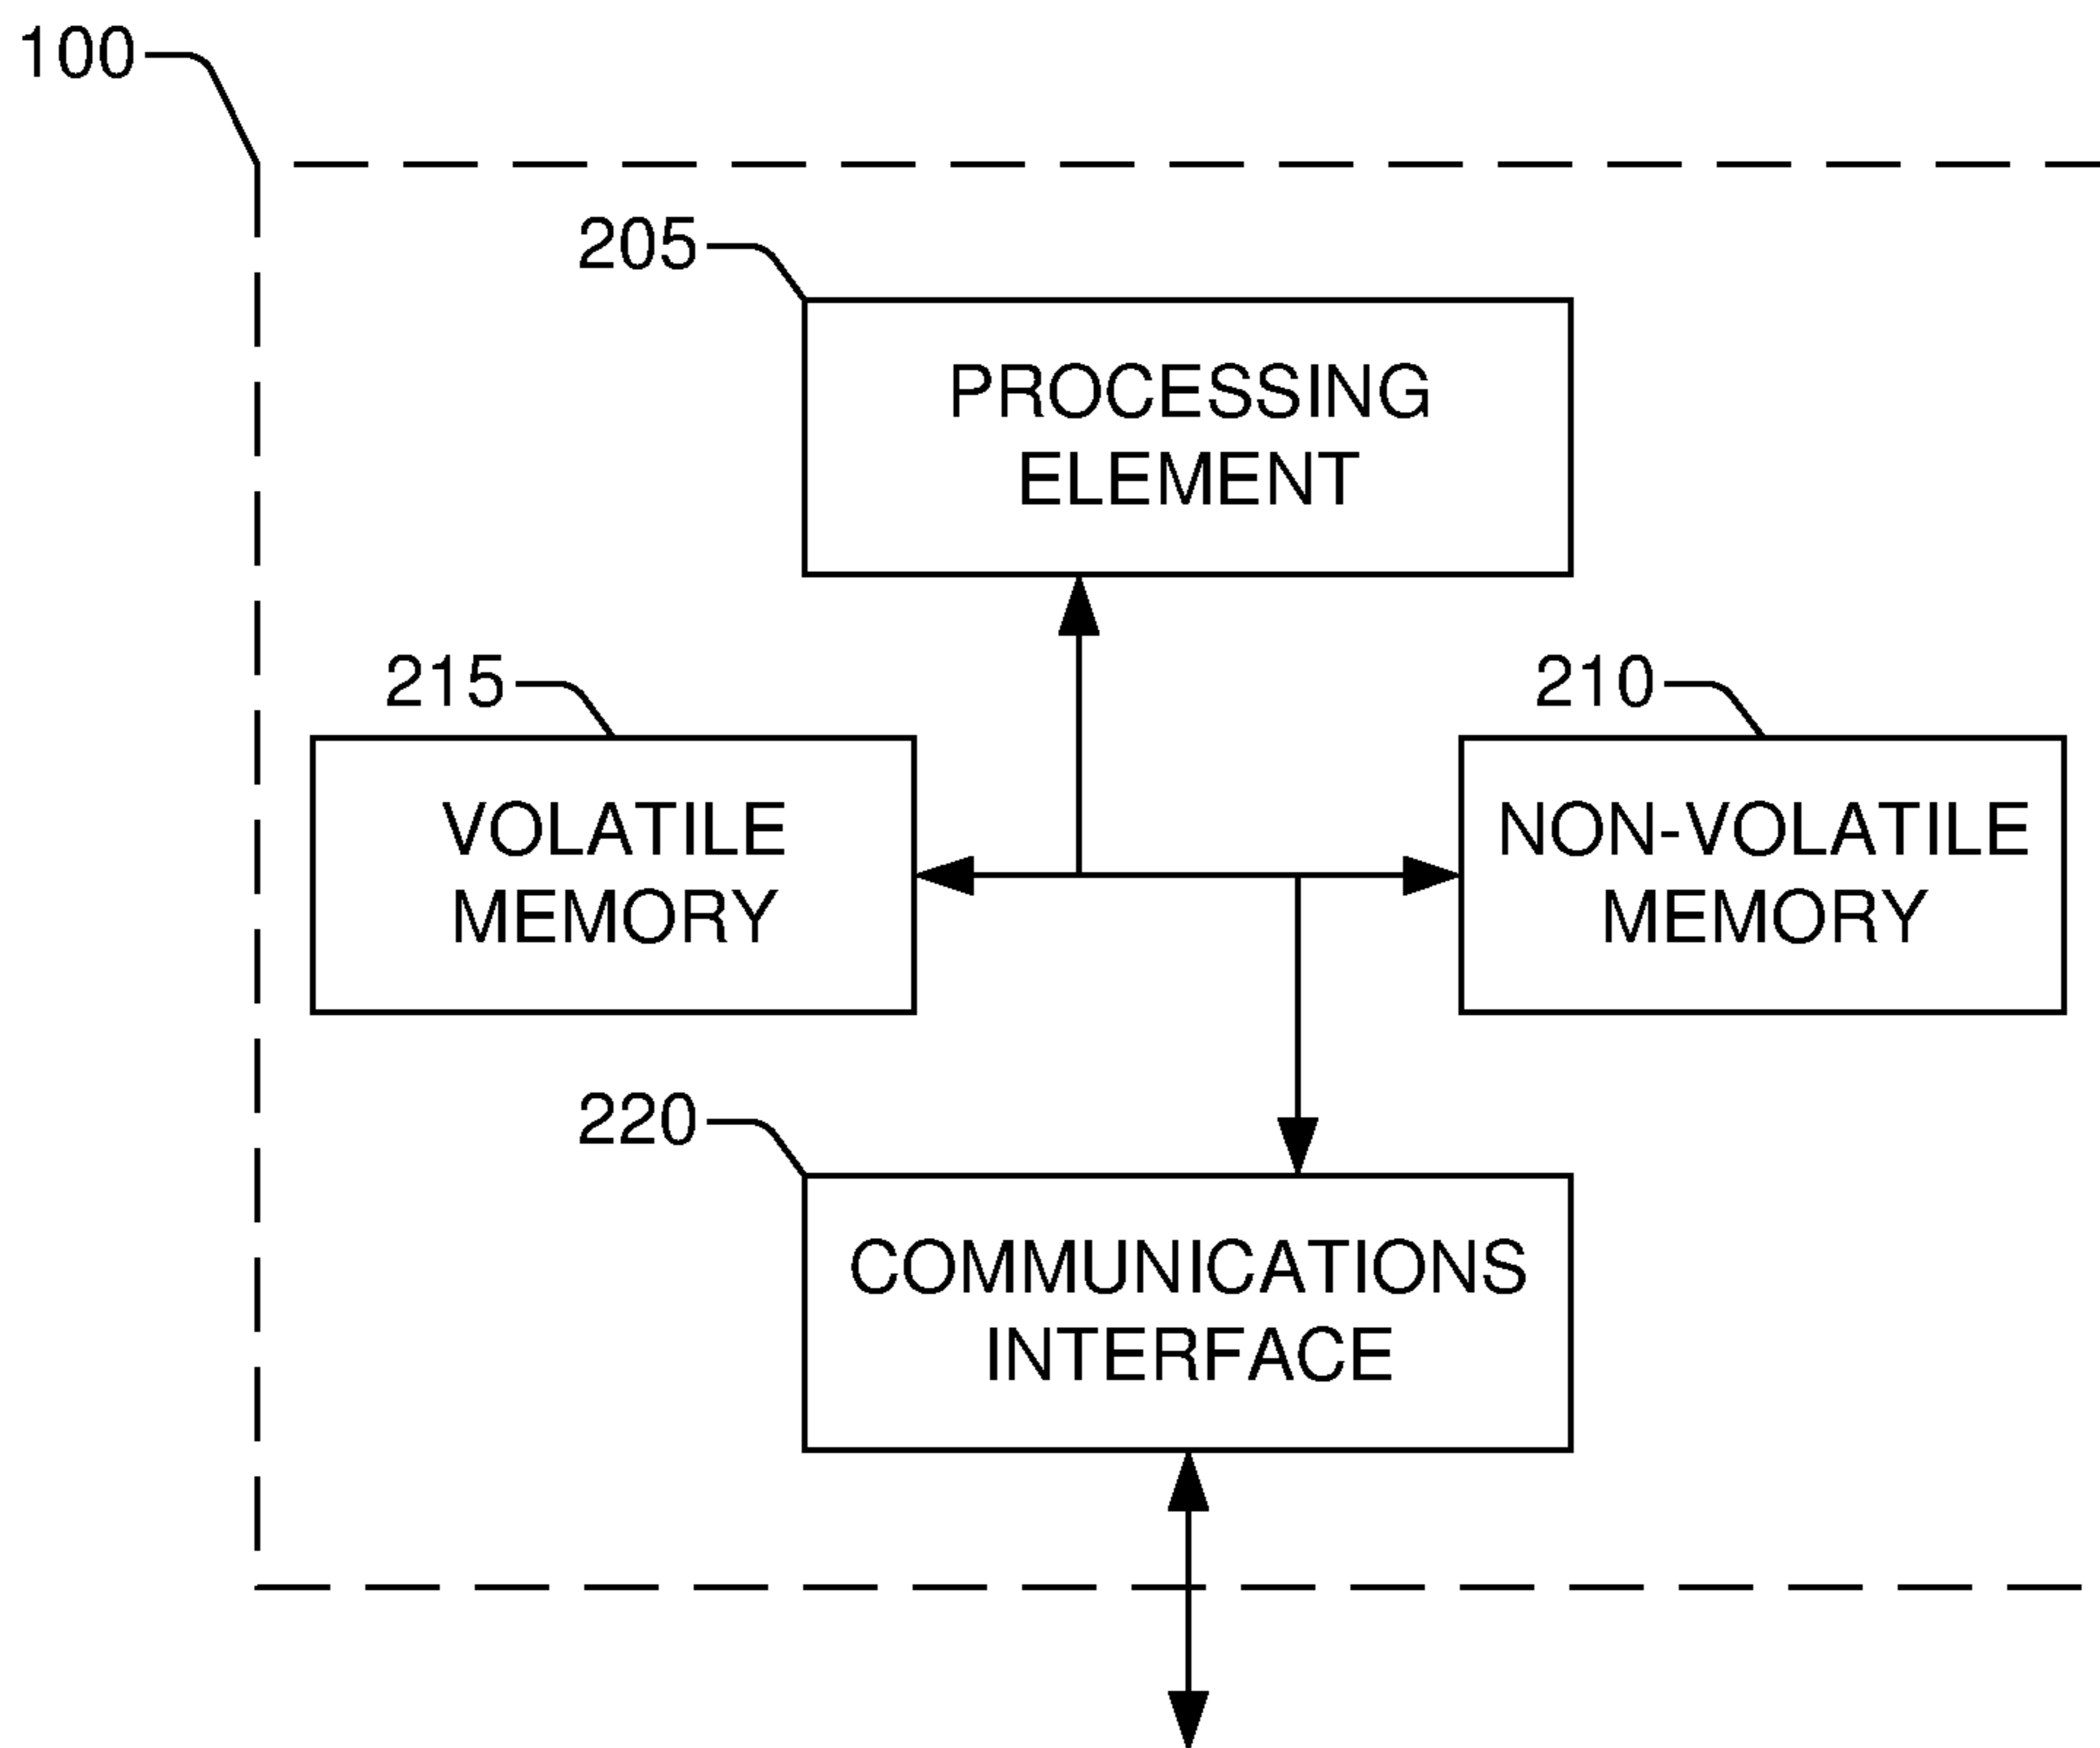 100
205
PROCESSING
ELEMENT
215
210
VOLATILE
MEMORY
NON-VOLATILE
MEMORY
220
COMMUNICATIONS
INTERFACE